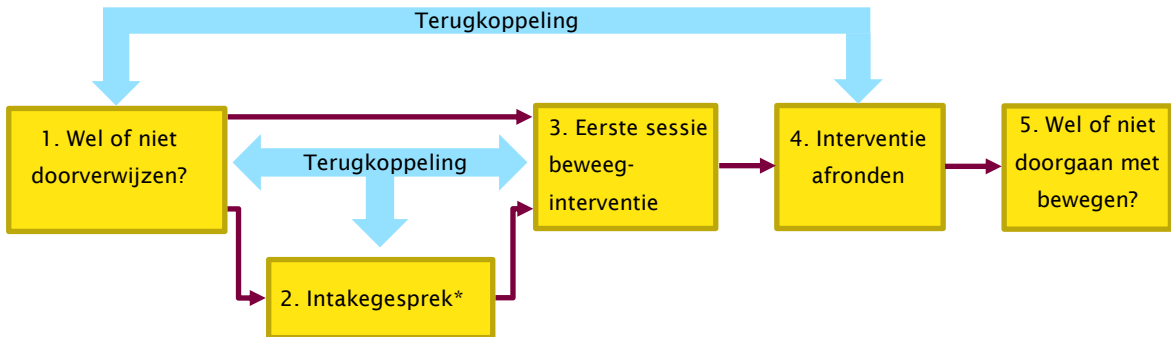 Terugkoppeling
1. Wel of niet
doorverwijzen?
Terugkoppeling
2. Intakegesprek*
3. Eerste sessie
beweeg-
interventie
4. Interventie
afronden
5. Wel of niet
doorgaan met
bewegen?